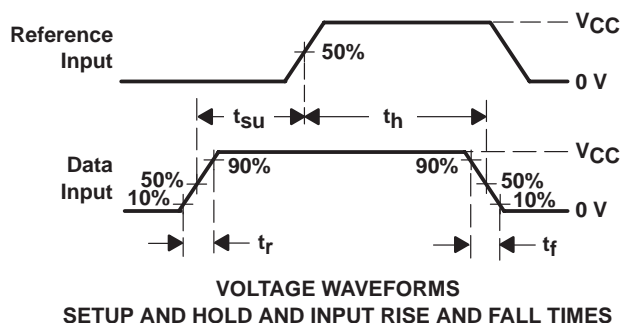 Reference
Input
VCC
50%
0 V
tsu
th
Data
Input
VCC
90%
90%
50%
10%
50%
10%
0 V
tr
tf
VOLTAGE WAVEFORMS
SETUP AND HOLD AND INPUT RISE AND FALL TIMES